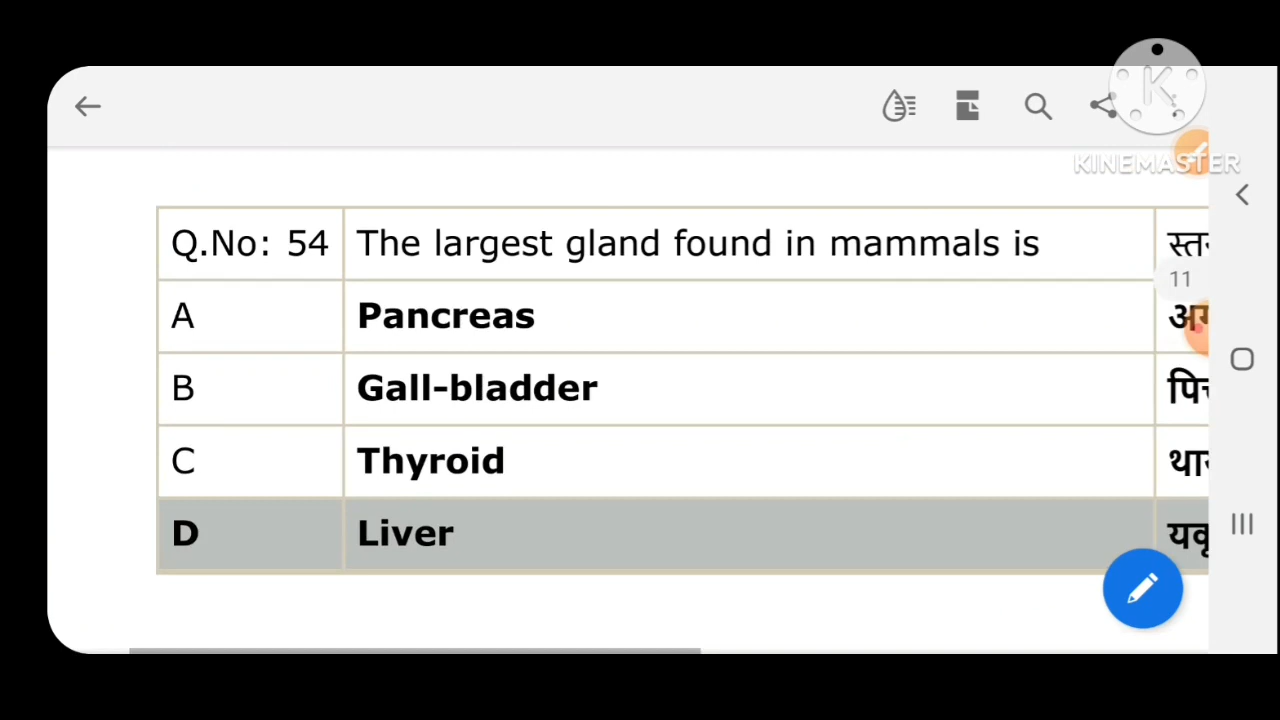 KINEMASTER
Q.No: 54 The largest gland found in mammals is
11
A Pancreas
B Gall-bladder
C Thyroid
D Liver